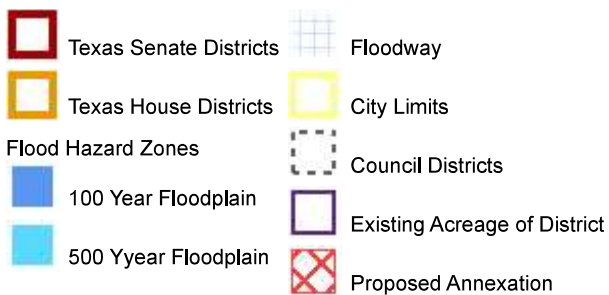 Texas Senate Districts
Texas House Districts
Flood Hazard Zones
100 Year Floodplain
500 Yyear Floodplain
Floodway
City Limits
Council Districts
Existing Acreage of District
Proposed Annexation